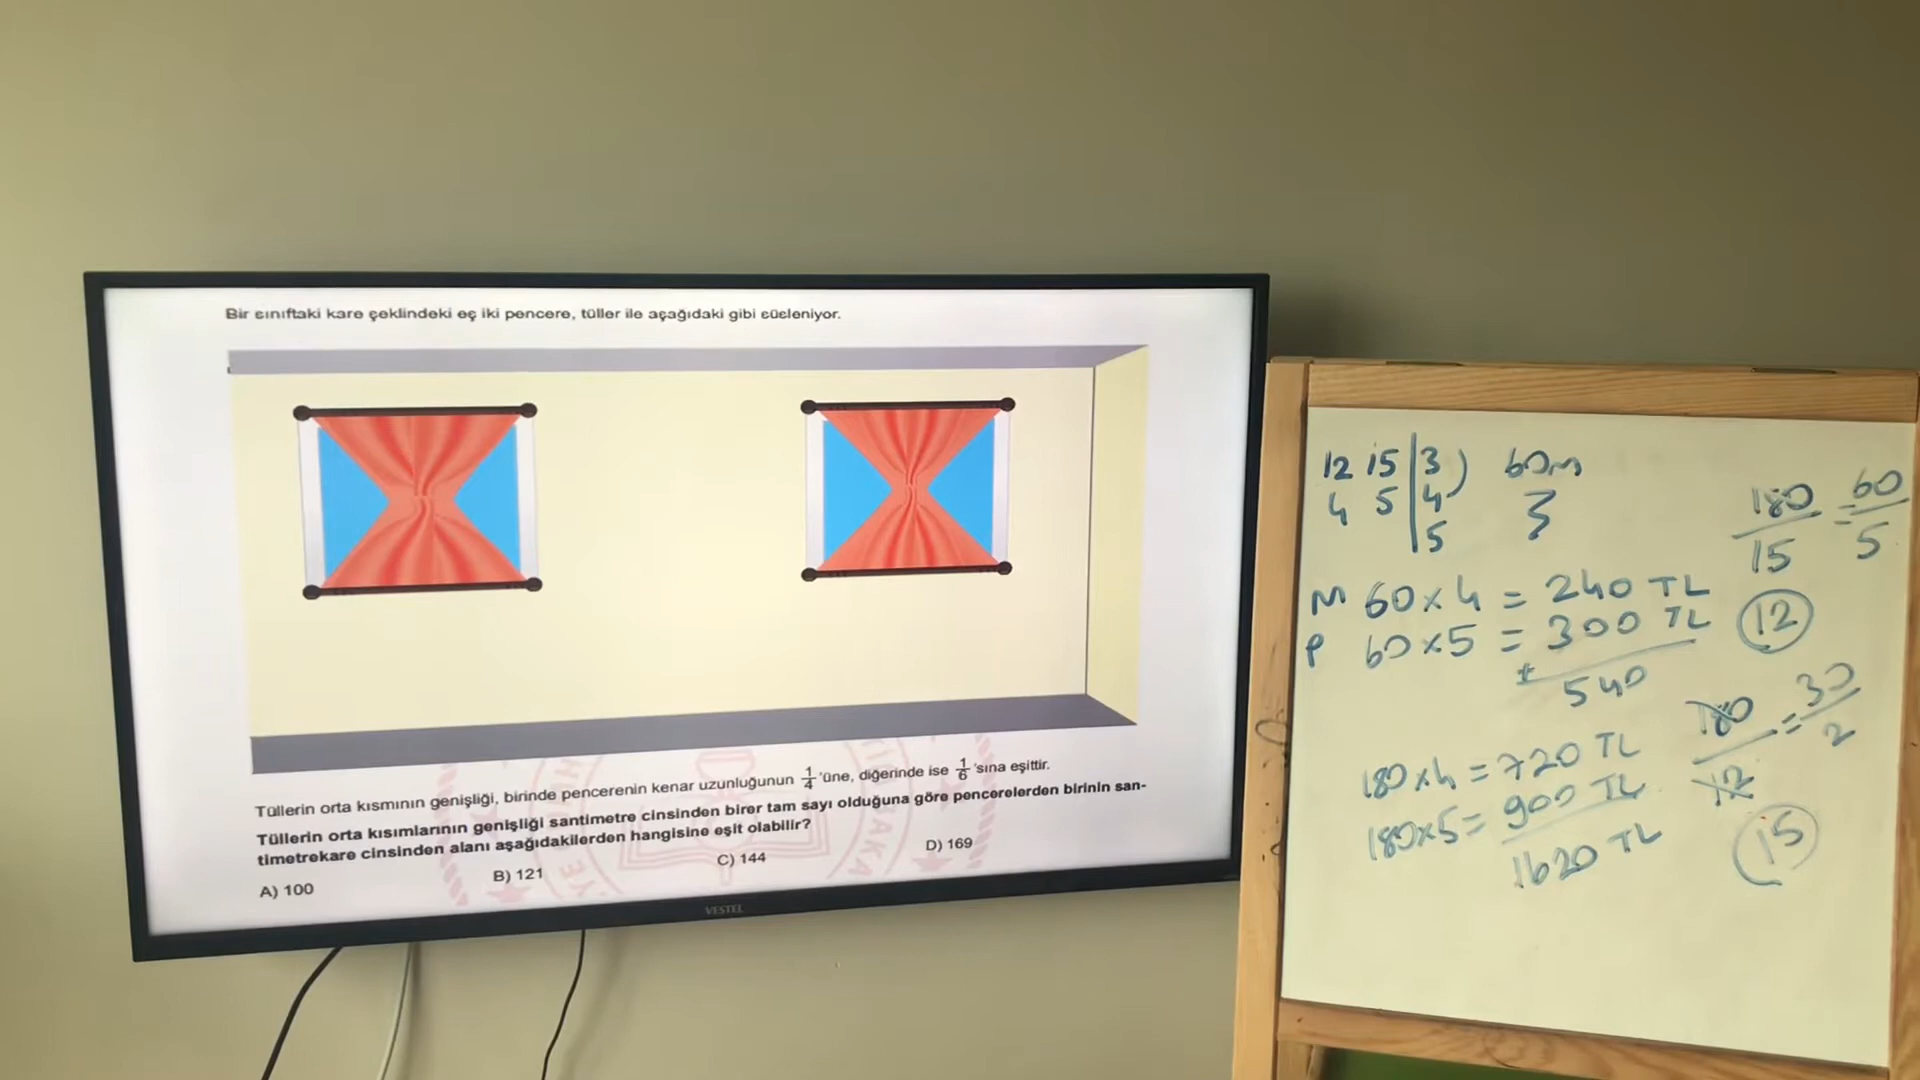 Bir sınıftaki kare şeklindeki eş iki pencere, tüller ile aşağıdaki gibi süsleniyor.
Tüllerin orta kısmının genişliği, birinde pencerenin kenar uzunluğunun 1/4 'üne, diğerinde ise 1/6 'sına eşittir.
Tüllerin orta kısımlarının genişliği santimetre cinsinden birer tam sayı olduğuna göre pencerelerden birinin san-
timetrekare cinsinden alanı aşağıdakilerden hangisine eşit olabilir?
A) 100
B) 121
C) 144
D) 169
VESTEL
12 15 | 3
4 5 | 4
5
60m
180/15 = 60/5
M 60 x 4 = 240 TL
P 60 x 5 = 300 TL
+
540
12
180 x 4 = 720 TL
180 x 5 = 900 TL
1620 TL
180/12 = 30/2
15